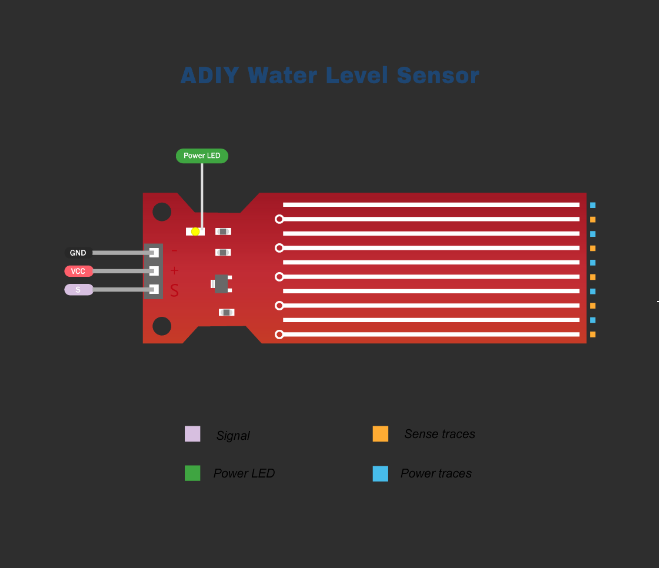 ADIY Water Level Sensor
Power LED
GND
-
VCC
+
S
S
Signal
Sense traces
Power LED
Power traces